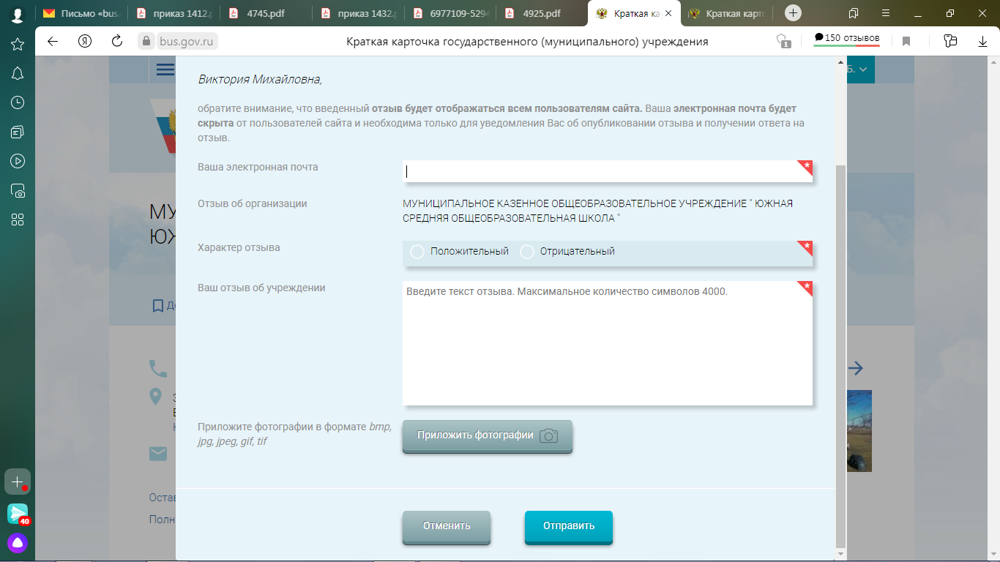 Письмо «bus.
приказ 1412.p
4745.pdf
приказ 1432.p
6977109-5294
4925.pdf
Краткая ка
Краткая карто
bus.gov.ru
Краткая карточка государственного (муниципального) учреждения
1
150 отзывов
Б.
Виктория Михайловна,
обратите внимание, что введенный отзыв будет отображаться всем пользователям сайта. Ваша электронная почта будет
скрыта от пользователей сайта и необходима только для уведомления Вас об опубликовании отзыва и получении ответа на
отзыв.
Ваша электронная почта
*
Отзыв об организации
МУНИЦИПАЛЬНОЕ КАЗЕННОЕ ОБЩЕОБРАЗОВАТЕЛЬНОЕ УЧРЕЖДЕНИЕ " ЮЖНАЯ
СРЕДНЯЯ ОБЩЕОБРАЗОВАТЕЛЬНАЯ ШКОЛА "
МУ
ЮЖ
Характер отзыва
Положительный
Отрицательный
*
Ваш отзыв об учреждении
Введите текст отзыва. Максимальное количество символов 4000.
*
Приложите фотографии в формате bmp,
jpg, jpeg, gif, tif
Приложить фотографии
Остав
Полн
Отменить
Отправить
40